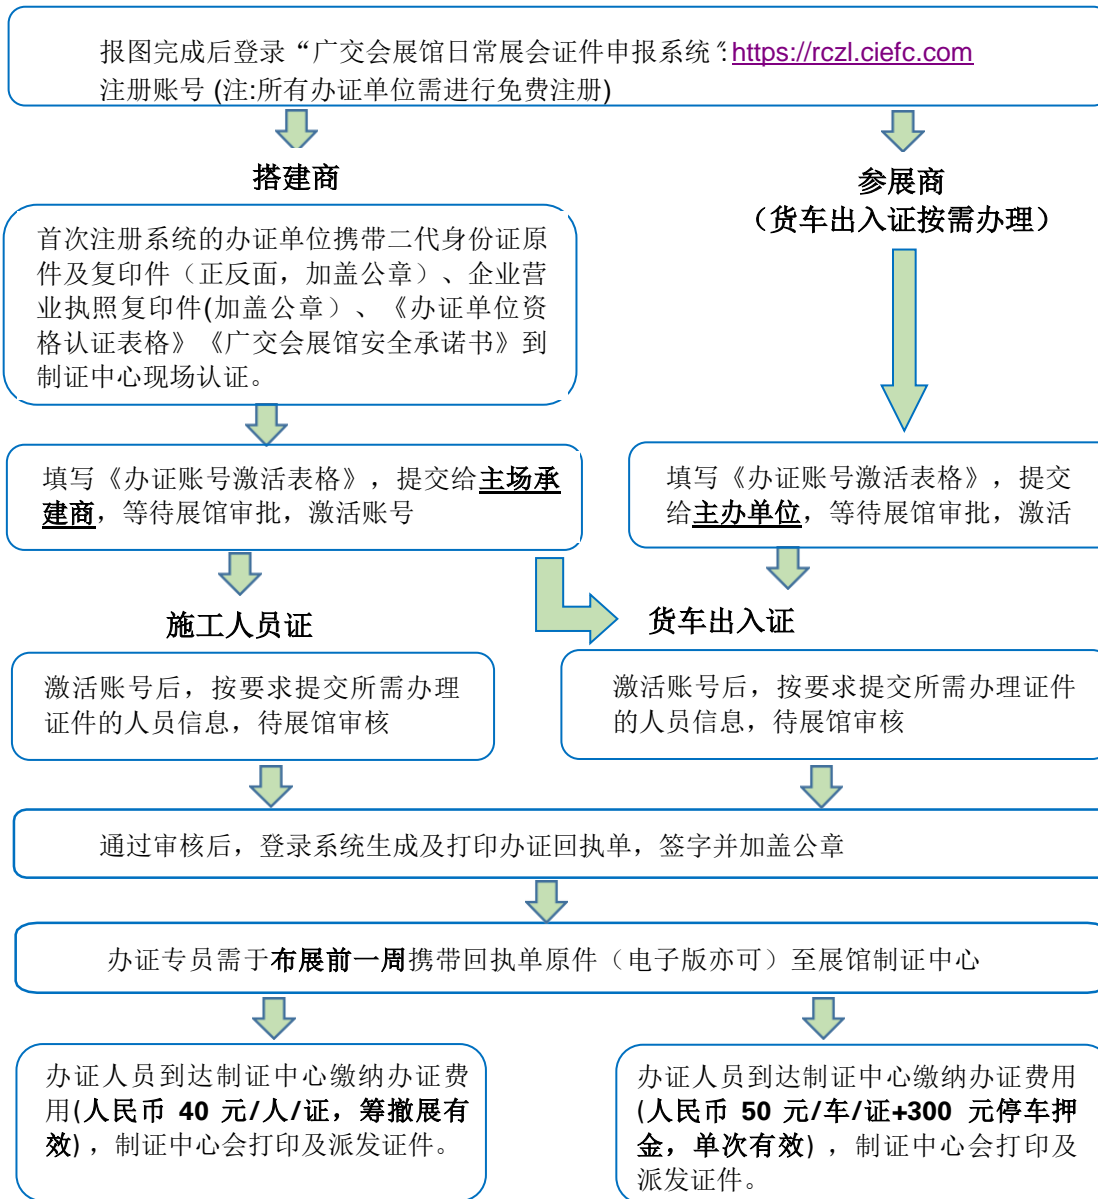 报图完成后登录“广交会展馆日常展会证件申报系统”:https://rczl.ciefc.com
注册账号 (注:所有办证单位需进行免费注册)
搭建商
首次注册系统的办证单位携带二代身份证原
件及复印件（正反面，加盖公章）、企业营
业执照复印件(加盖公章）、《办证单位资
格认证表格》《广交会展馆安全承诺书》到
制证中心现场认证。
参展商
（货车出入证按需办理）
填写《办证账号激活表格》，提交给主场承
建商，等待展馆审批，激活账号
填写《办证账号激活表格》，提交
给主办单位，等待展馆审批，激活
施工人员证
货车出入证
激活账号后，按要求提交所需办理
证件的人员信息，待展馆审核
激活账号后，按要求提交所需办理证件
的人员信息，待展馆审核
通过审核后，登录系统生成及打印办证回执单，签字并加盖公章
办证专员需于布展前一周携带回执单原件（电子版亦可）至展馆制证中心
办证人员到达制证中心缴纳办证费
用(人民币 40 元/人/证，筹撤展有
效)，制证中心会打印及派发证件。
办证人员到达制证中心缴纳办证费用
(人民币 50 元/车/证+300 元停车押
金，单次有效)，制证中心会打印及
派发证件。